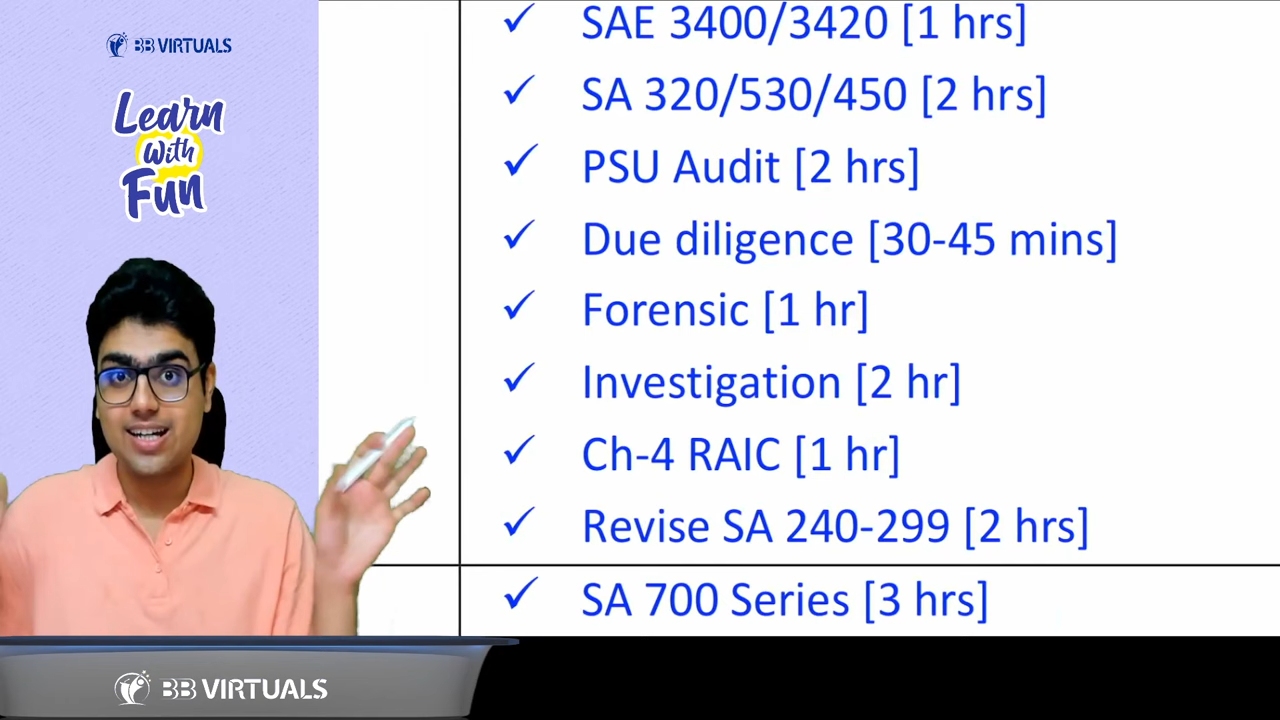 BB VIRTUALS
Learn
With
Fun
✓ SAE 3400/3420 [1 hrs]
✓ SA 320/530/450 [2 hrs]
✓ PSU Audit [2 hrs]
✓ Due diligence [30-45 mins]
✓ Forensic [1 hr]
✓ Investigation [2 hr]
✓ Ch-4 RAIC [1 hr]
✓ Revise SA 240-299 [2 hrs]
✓ SA 700 Series [3 hrs]
BB VIRTUALS